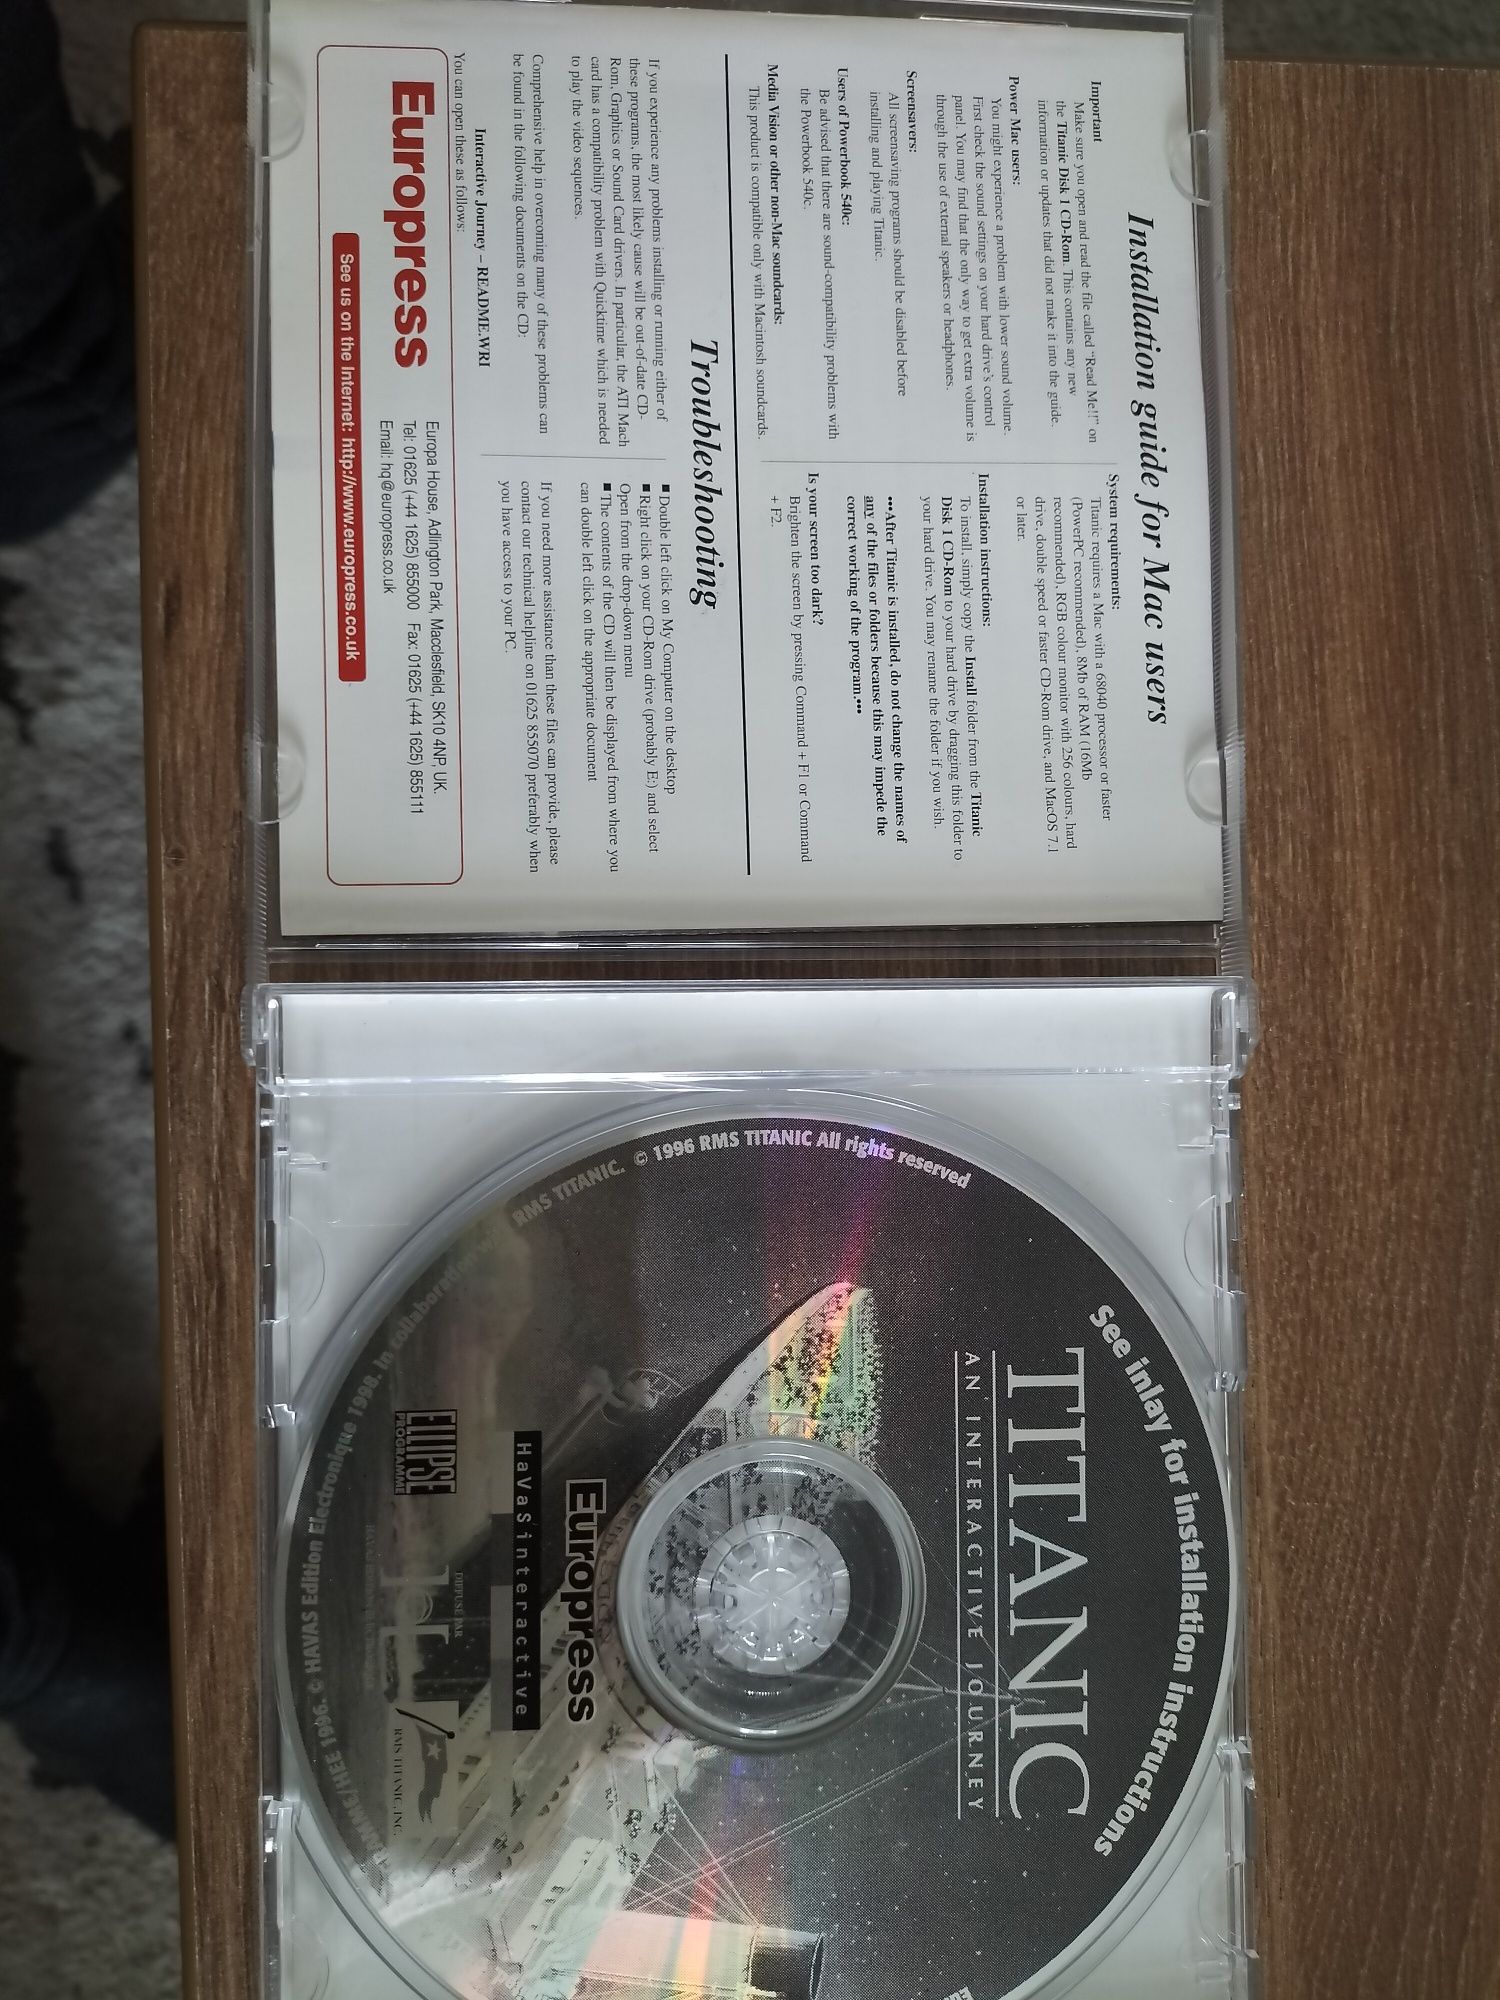 Installation guide for Mac users
Important
Make sure you open and read the file called "Read Me!!" on
the Titanic Disk 1 CD-Rom. This contains any new
information or updates that did not make it into the guide.
Power Mac users:
You might experience a problem with lower sound volume.
First check the sound settings on your hard drive's control
panel. You may find that the only way to get extra volume is
through the use of external speakers or headphones.
Screensavers:
All screensaving programs should be disabled before
installing and playing Titanic.
Users of Powerbook 540c:
Be advised that there are sound-compatibility problems with
the Powerbook 540c.
Media Vision or other non-Mac soundcards:
This product is compatible only with Macintosh soundcards.
System requirements:
Titanic requires a Mac with a 68040 processor or faster
(PowerPC recommended), 8Mb of RAM (16Mb
recommended), RGB colour monitor with 256 colours, hard
drive, double speed or faster CD-Rom drive, and MacOS 7.1
or later.
Installation instructions:
To install, simply copy the Install folder from the Titanic
Disk 1 CD-Rom to your hard drive by dragging this folder to
your hard drive. You may rename the folder if you wish.
•••After Titanic is installed, do not change the names of
any of the files or folders because this may impede the
correct working of the program.•••
Is your screen too dark?
Brighten the screen by pressing Command + F1 or Command
+ F2.
Troubleshooting
If you experience any problems installing or running either of
these programs, the most likely cause will be out-of-date CD-
Rom, Graphics or Sound Card drivers. In particular, the ATI Mach
card has a compatibility problem with Quicktime which is needed
to play the video sequences.
Comprehensive help in overcoming many of these problems can
be found in the following documents on the CD:
Interactive Journey – README.WRI
You can open these as follows:
■ Double left click on My Computer on the desktop
■ Right click on your CD-Rom drive (probably E:) and select
Open from the drop-down menu
■ The contents of the CD will then be displayed from where you
can double left click on the appropriate document
If you need more assistance than these files can provide, please
contact our technical helpline on 01625 855070 preferably when
you have access to your PC.
Europress
Europa House, Adlington Park, Macclesfield, SK10 4NP, UK.
Tel: 01625 (+44 1625) 855000 Fax: 01625 (+44 1625) 855111
Email: hq@europress.co.uk
See us on the Internet: http://www.europress.co.uk
See inlay for installation instructions
TITANIC
AN INTERACTIVE JOURNEY
Europress
HaVaSinteractive
ELLIPSE
PROGRAMME
DIFFUSE PAR
RMS TITANIC, INC.
/HEE 1996. © HAVAS Edition Electronique 1998. In collaboration with RMS TITANIC. © 1996 RMS TITANIC All rights reserved